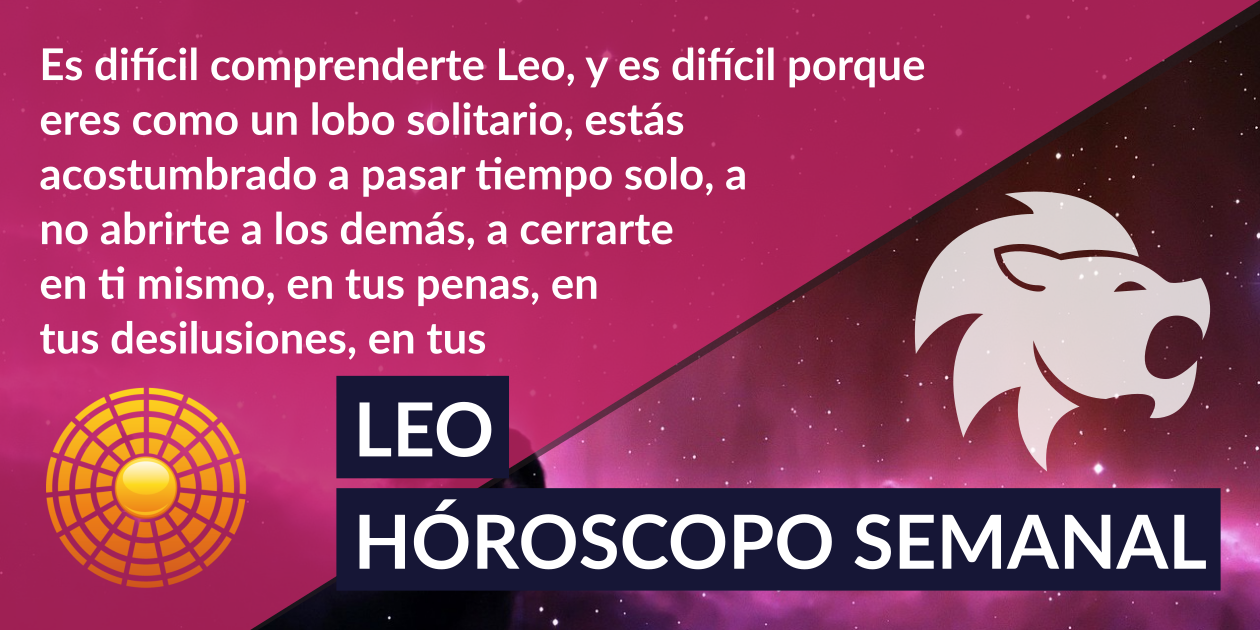 Es difícil comprenderte Leo, y es difícil porque
eres como un lobo solitario, estás
acostumbrado a pasar tiempo solo, a
no abrirte a los demás, a cerrarte
en ti mismo, en tus penas, en
tus desilusiones, en tus
LEO
HÓROSCOPO SEMANAL